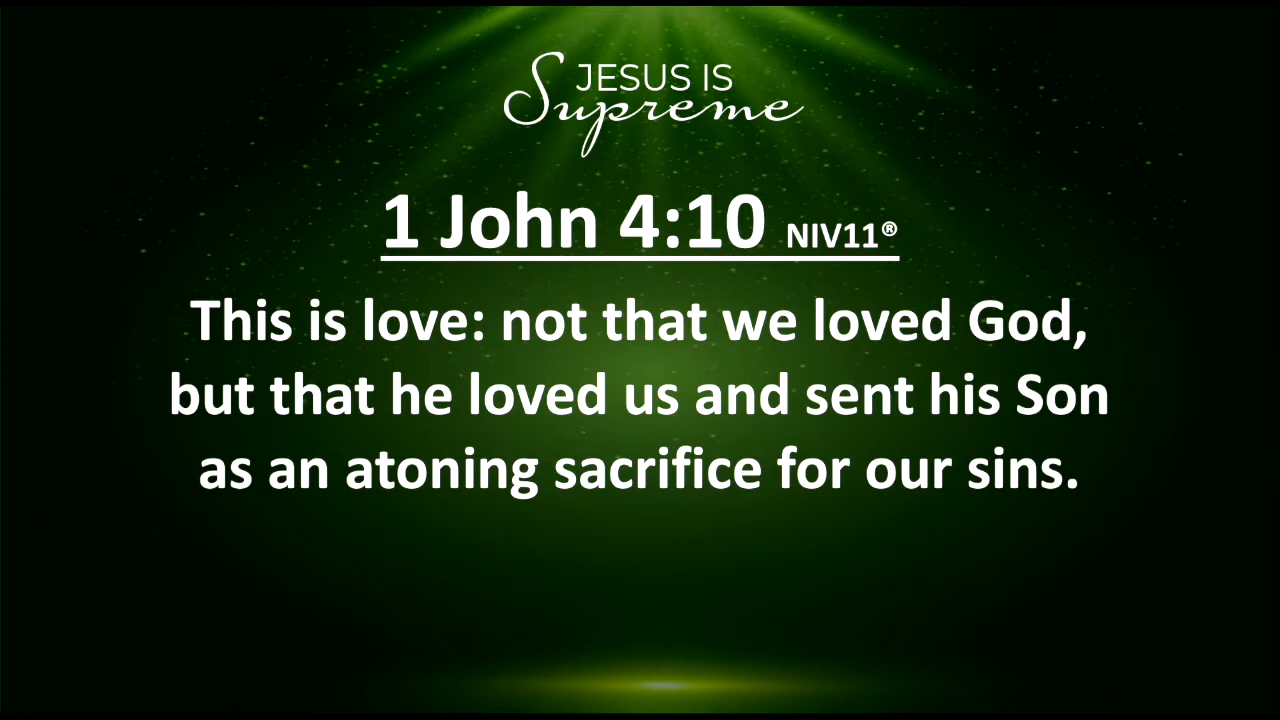 JESUS IS
Supreme
1 John 4:10 NIV11®
This is love: not that we loved God,
but that he loved us and sent his Son
as an atoning sacrifice for our sins.